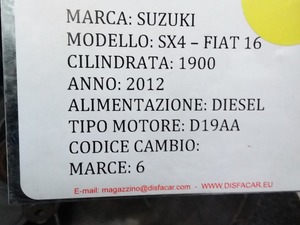 MARCA: SUZUKI
MODELLO: SX4 – FIAT 16
CILINDRATA: 1900
ANNO: 2012
ALIMENTAZIONE: DIESEL
TIPO MOTORE: D19AA
CODICE CAMBIO:
MARCE: 6
E-mail: magazzino@disfacar.com - WWW.DISFACAR.EU